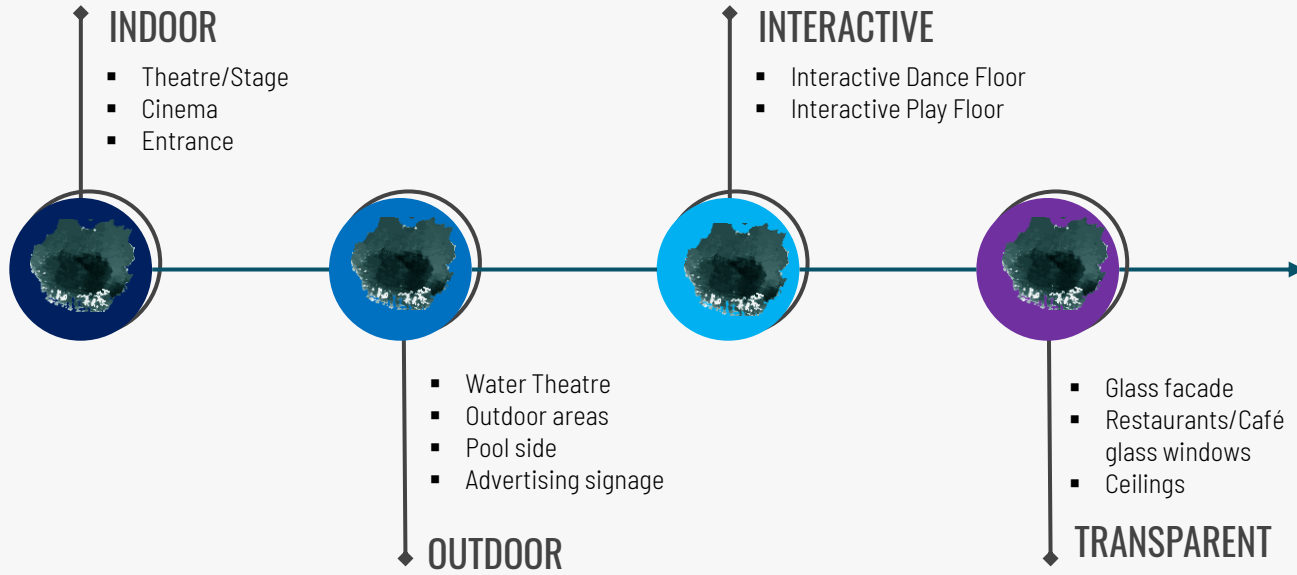 INDOOR
▪ Theatre/Stage
▪ Cinema
▪ Entrance
INTERACTIVE
▪ Interactive Dance Floor
▪ Interactive Play Floor
▪ Water Theatre
▪ Outdoor areas
▪ Pool side
▪ Advertising signage
OUTDOOR
▪ Glass facade
▪ Restaurants/Café
glass windows
▪ Ceilings
TRANSPARENT